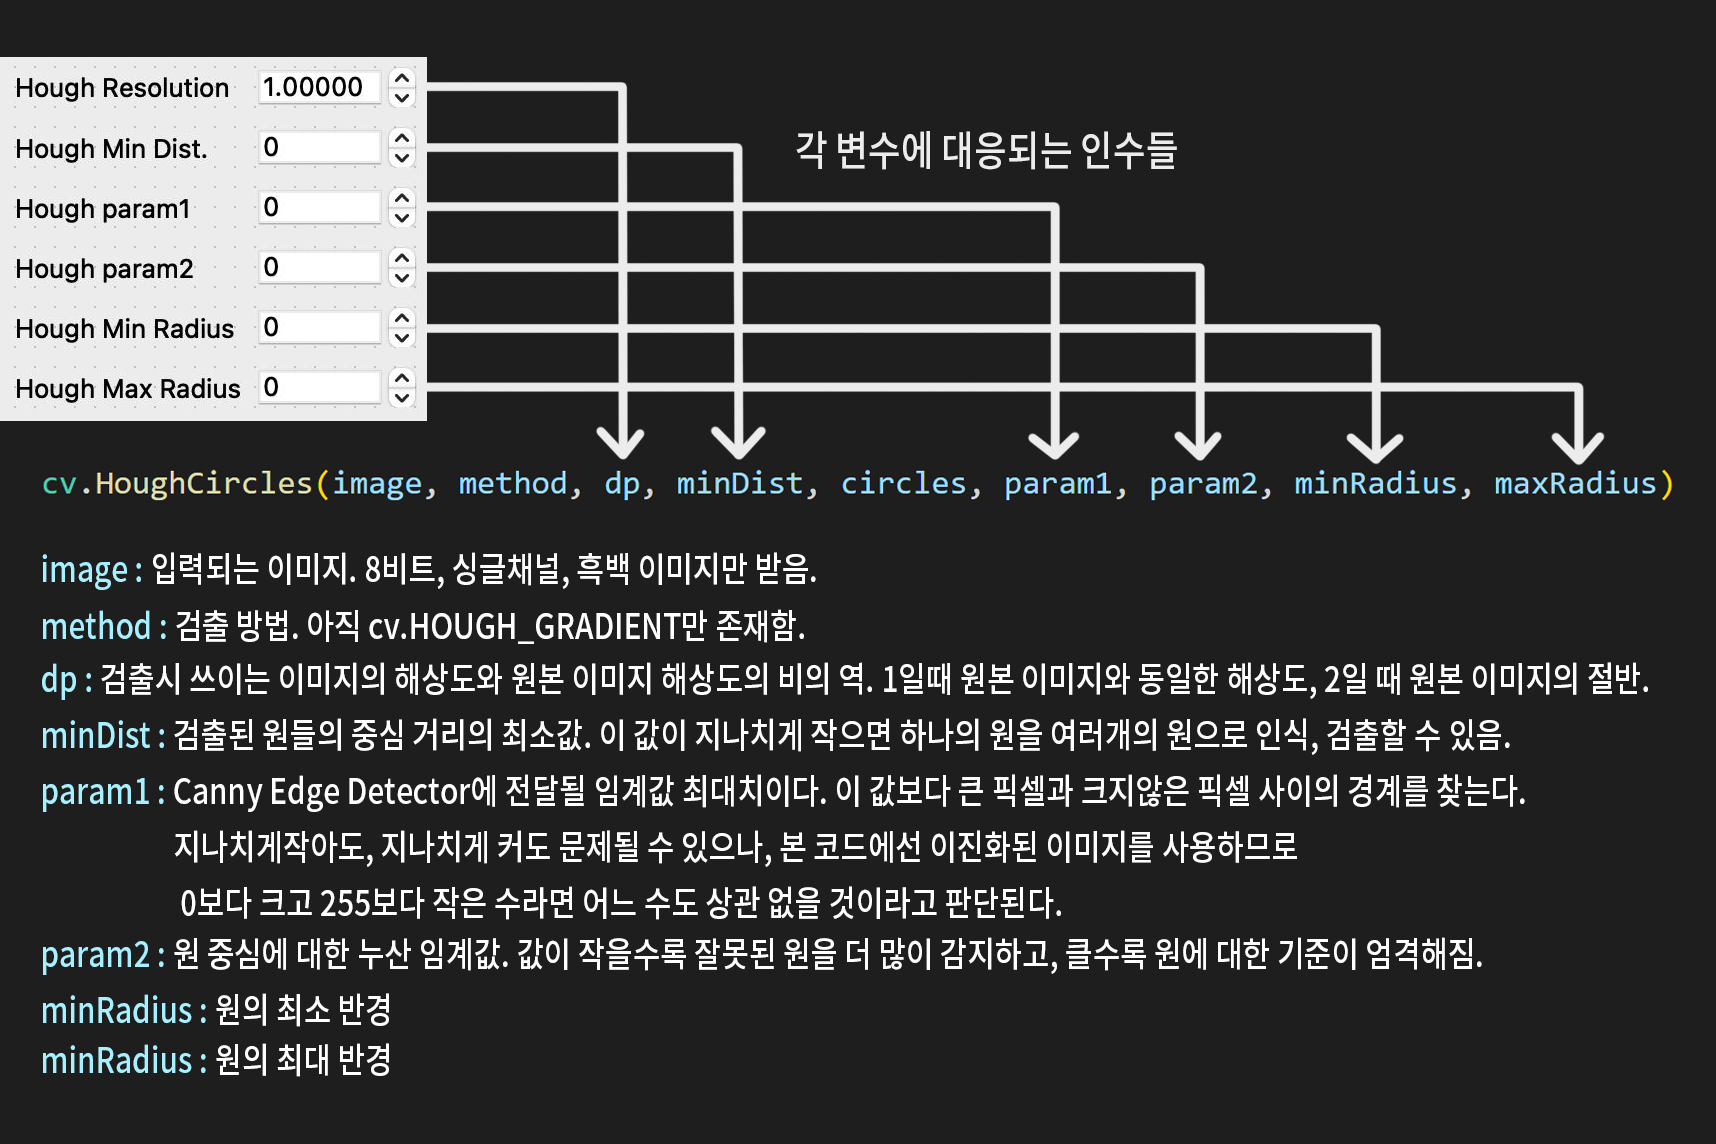 Hough Resolution 1.00000
Hough Min Dist. 0
각 변수에 대응되는 인수들
Hough param1 0
Hough param2 0
Hough Min Radius 0
Hough Max Radius 0
cv.HoughCircles(image, method, dp, minDist, circles, param1, param2, minRadius, maxRadius)
image : 입력되는 이미지. 8비트, 싱글채널, 흑백 이미지만 받음.
method : 검출 방법. 아직 cv.HOUGH_GRADIENT만 존재함.
dp : 검출시 쓰이는 이미지의 해상도와 원본 이미지 해상도의 비의 역. 1일때 원본 이미지와 동일한 해상도, 2일 때 원본 이미지의 절반.
minDist : 검출된 원들의 중심 거리의 최소값. 이 값이 지나치게 작으면 하나의 원을 여러개의 원으로 인식, 검출할 수 있음.
param1 : Canny Edge Detector에 전달될 임계값 최대치이다. 이 값보다 큰 픽셀과 크지않은 픽셀 사이의 경계를 찾는다.
지나치게작아도, 지나치게 커도 문제될 수 있으나, 본 코드에선 이진화된 이미지를 사용하므로
0보다 크고 255보다 작은 수라면 어느 수도 상관 없을 것이라고 판단된다.
param2 : 원 중심에 대한 누산 임계값. 값이 작을수록 잘못된 원을 더 많이 감지하고, 클수록 원에 대한 기준이 엄격해짐.
minRadius : 원의 최소 반경
minRadius : 원의 최대 반경